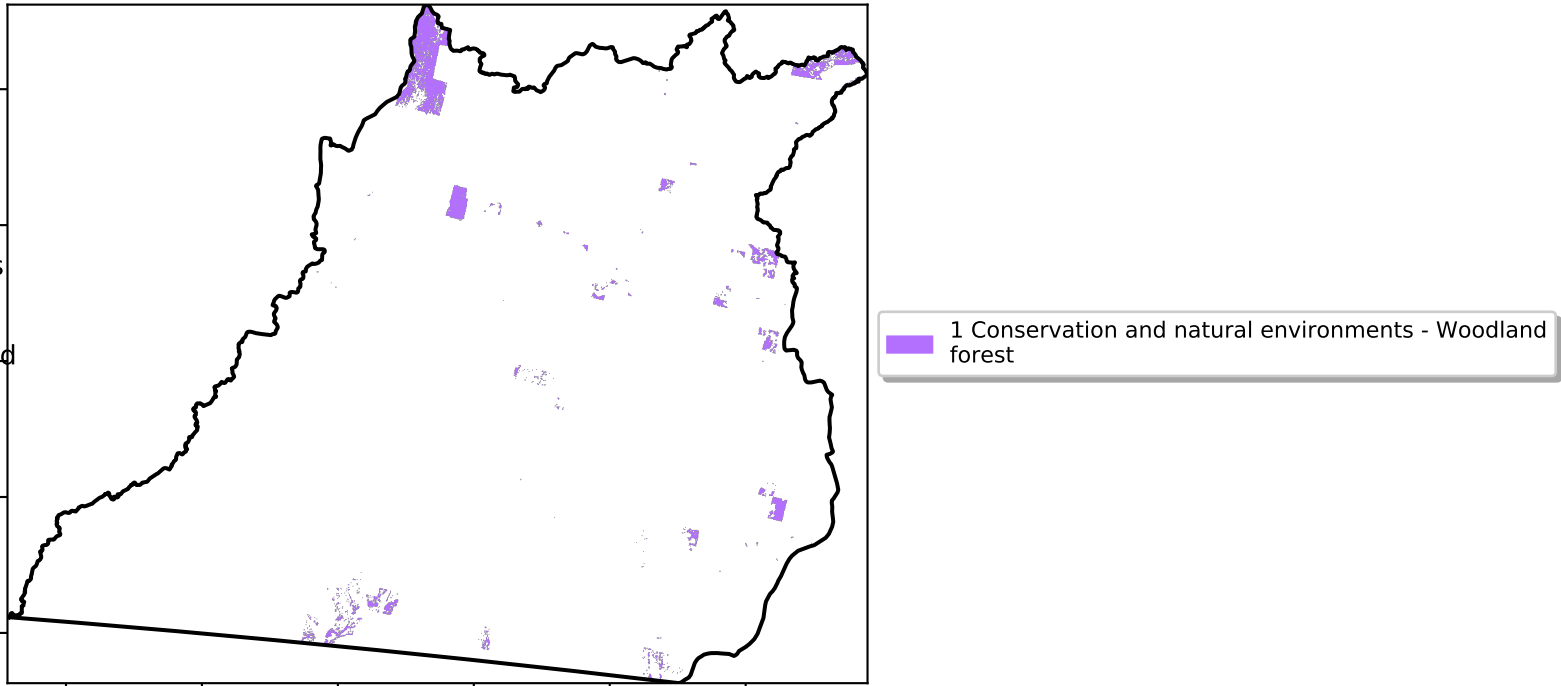 1 Conservation and natural environments - Woodland
forest
d